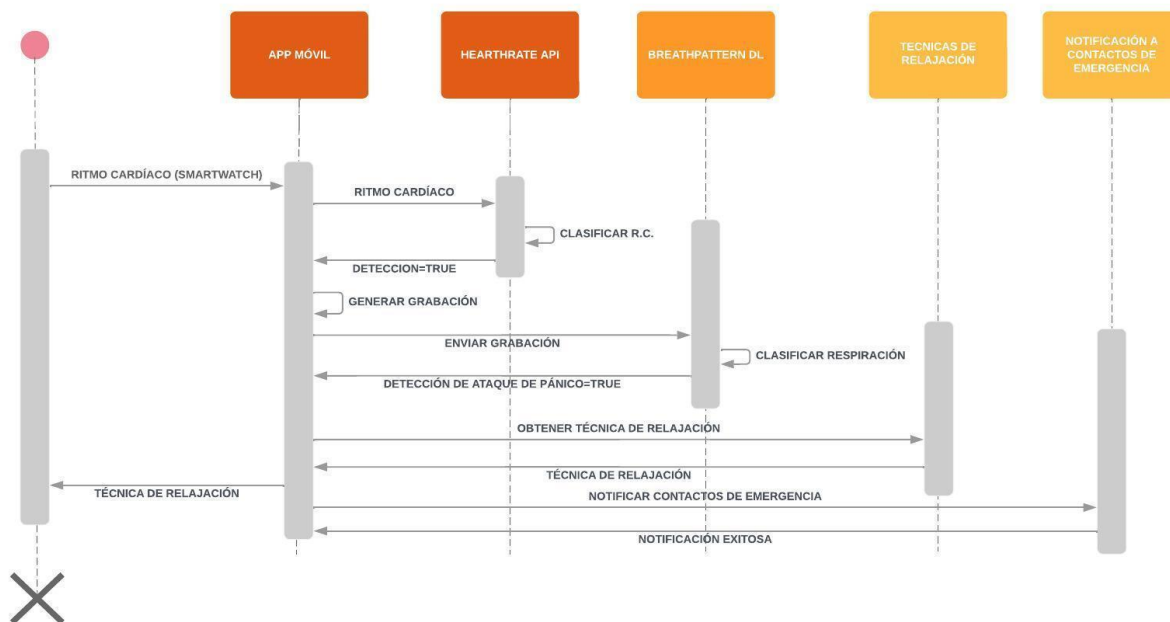 APP MÓVIL
HEARTHRATE API
BREATHPATTERN DL
TECNICAS DE
RELAJACIÓN
NOTIFICACIÓN A
CONTACTOS DE
EMERGENCIA
RITMO CARDÍACO (SMARTWATCH)
RITMO CARDÍACO
CLASIFICAR R.C.
DETECCION=TRUE
GENERAR GRABACIÓN
ENVIAR GRABACIÓN
CLASIFICAR RESPIRACIÓN
DETECCIÓN DE ATAQUE DE PÁNICO=TRUE
OBTENER TÉCNICA DE RELAJACIÓN
TÉCNICA DE RELAJACIÓN
TÉCNICA DE RELAJACIÓN
NOTIFICAR CONTACTOS DE EMERGENCIA
NOTIFICACIÓN EXITOSA